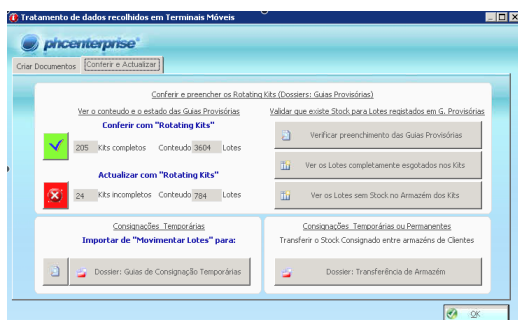 Tratamento de dados recolhidos em Terminais Móveis
phcenterprise
Criar Documentos
Conferir e Actualizar
Conferir e preencher os Rotating Kits (Dossiers: Guias Provisórias)
Ver o conteudo e o estado das Guias Provisórias
Conferir com "Rotating Kits"
205 Kits completos Conteudo 3604 Lotes
Actualizar com "Rotating Kits"
24 Kits incompletos Conteudo 784 Lotes
Validar que existe Stock para Lotes registados em G. Provisórias
Verificar preenchimento das Guias Provisórias
Ver os Lotes completamente esgotados nos Kits
Ver os Lotes sem Stock no Armazém dos Kits
Consignações Temporárias
Importar de "Movimentar Lotes" para:
Dossier: Guias de Consignação Temporárias
Consignações Temporárias ou Permanentes
Transferir o Stock Consignado entre armazéns de Clientes
Dossier: Transferência de Armazém
OK